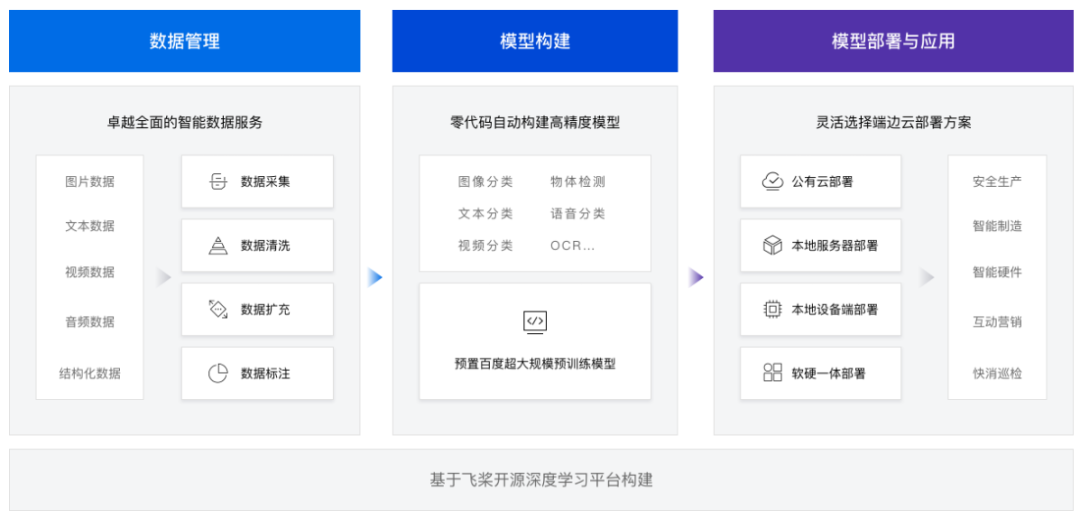 数据管理
模型构建
模型部署与应用
卓越全面的智能数据服务
图片数据
文本数据
视频数据
音频数据
结构化数据
数据采集
数据清洗
数据扩充
数据标注
零代码自动构建高精度模型
图像分类 物体检测
文本分类 语音分类
视频分类 OCR...
预置百度超大规模预训练模型
灵活选择端边云部署方案
公有云部署
本地服务器部署
本地设备端部署
软硬一体部署
安全生产
智能制造
智能硬件
互动营销
快消巡检
基于飞桨开源深度学习平台构建